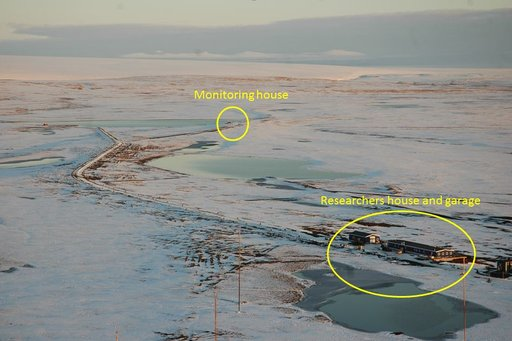 Monitoring house
Researchers house and garage